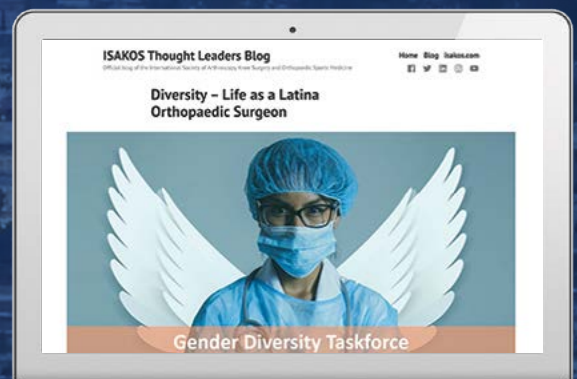 ISAKOS Thought Leaders Blog
Official blog of the International Society of Arthroscopy Knee Surgery and Orthopaedic Sports Medicine
Home Blog isakos.com
Diversity – Life as a Latina
Orthopaedic Surgeon
Gender Diversity Taskforce